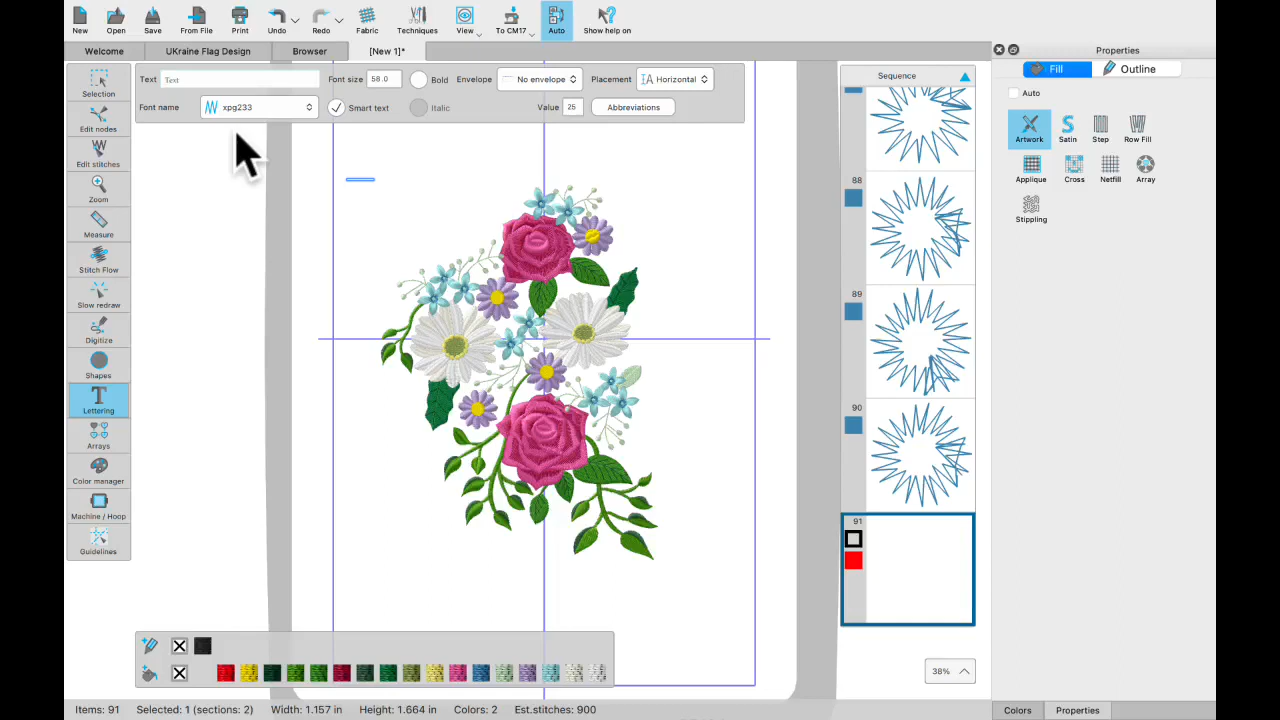 New Open Save From File Print Undo Redo Fabric Techniques View To CM17 Auto Show help on
Welcome UKraine Flag Design Browser [New 1]*
Properties
Fill Outline
Auto
Artwork Satin Step Row Fill
Applique Cross Netfill Array
Stippling
Text Text Font size 58.0 Bold Envelope No envelope Placement Horizontal
Font name xpg233 Smart text Italic Value 25 Abbreviations
Selection
Edit nodes
Edit stitches
Zoom
Measure
Stitch Flow
Slow redraw
Digitize
Shapes
T
Lettering
Arrays
Color manager
Machine / Hoop
Guidelines
Sequence
88
89
90
91
38%
Items: 91 Selected: 1 (sections: 2) Width: 1.157 in Height: 1.664 in Colors: 2 Est.stitches: 900
Colors Properties